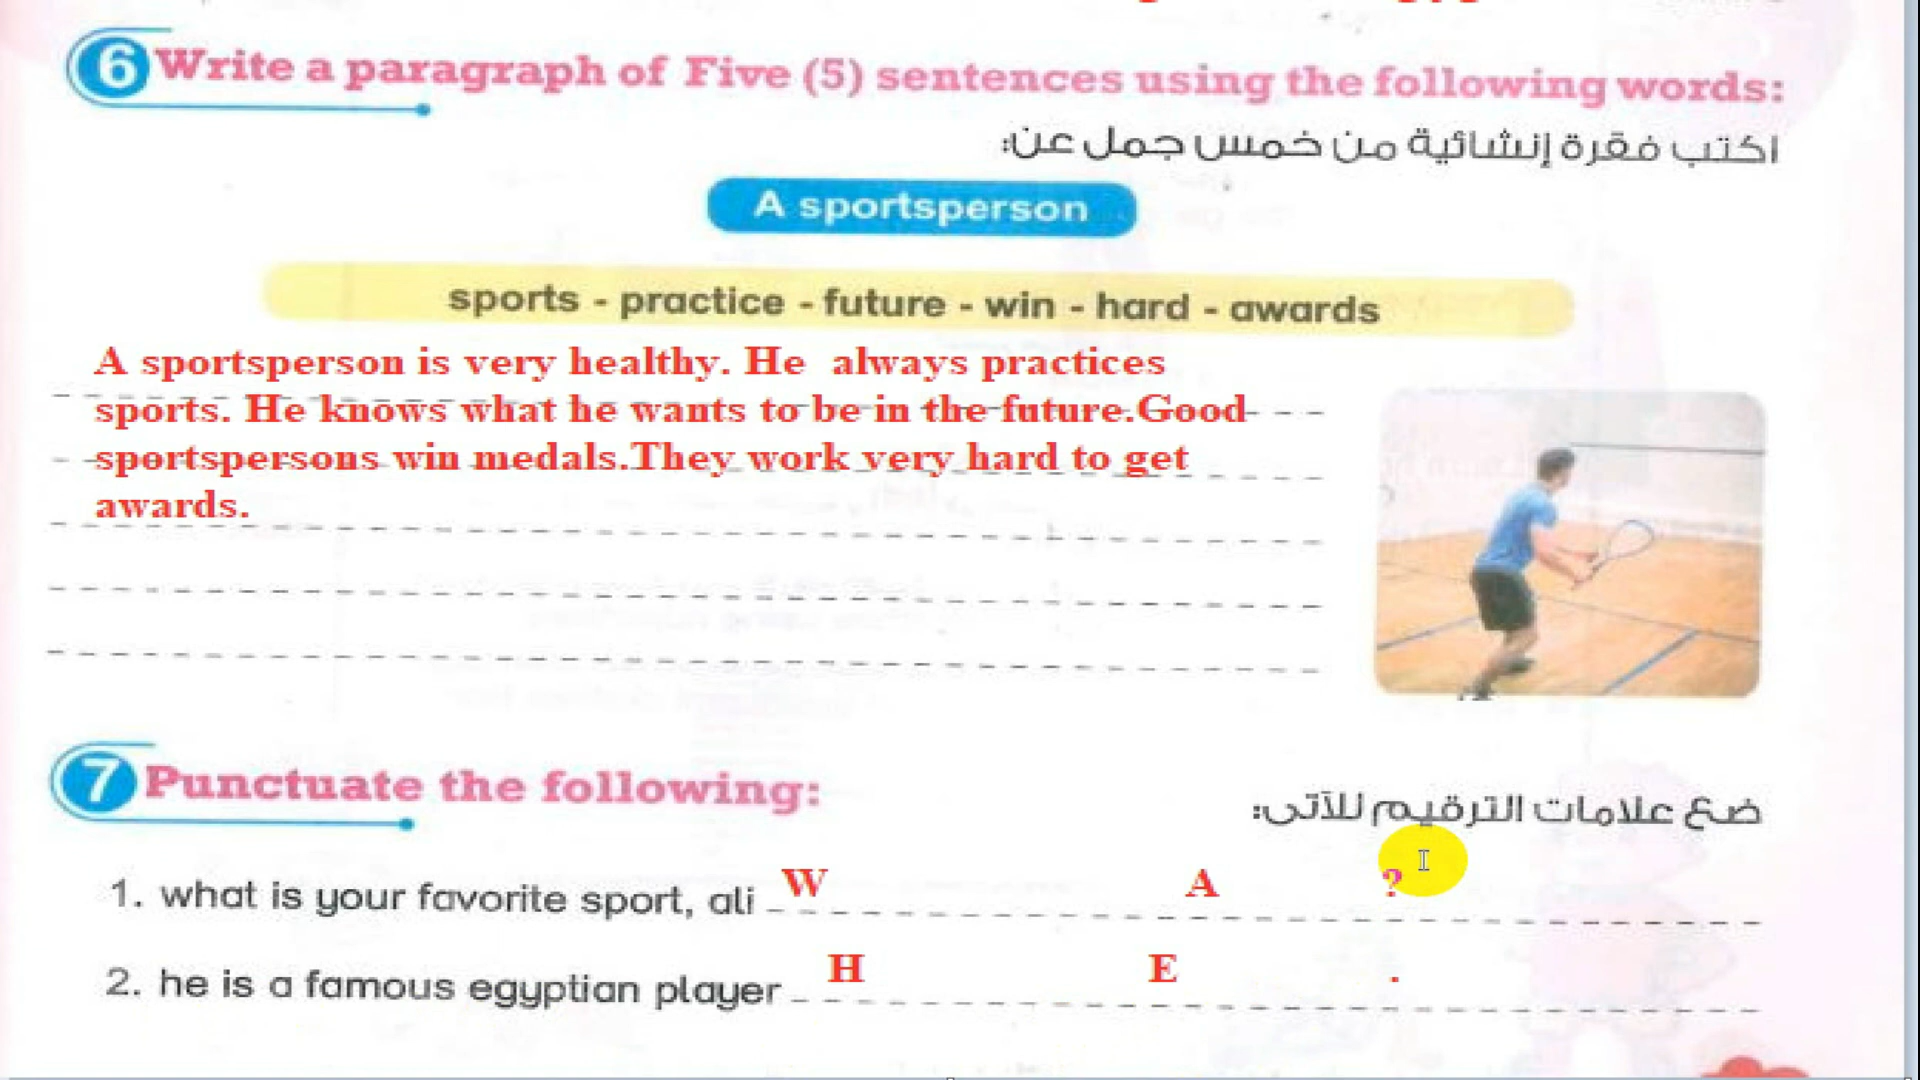 6 Write a paragraph of Five (5) sentences using the following words:
اكتب فقرة إنشائية من خمس جمل عن:
A sportsperson
sports - practice - future - win - hard - awards
A sportsperson is very healthy. He always practices
sports. He knows what he wants to be in the future.Good
sportspersons win medals.They work very hard to get
awards.
7 Punctuate the following:
ضع علامات الترقيم للآتى:
1. what is your favorite sport, ali W A ?
2. he is a famous egyptian player H E .